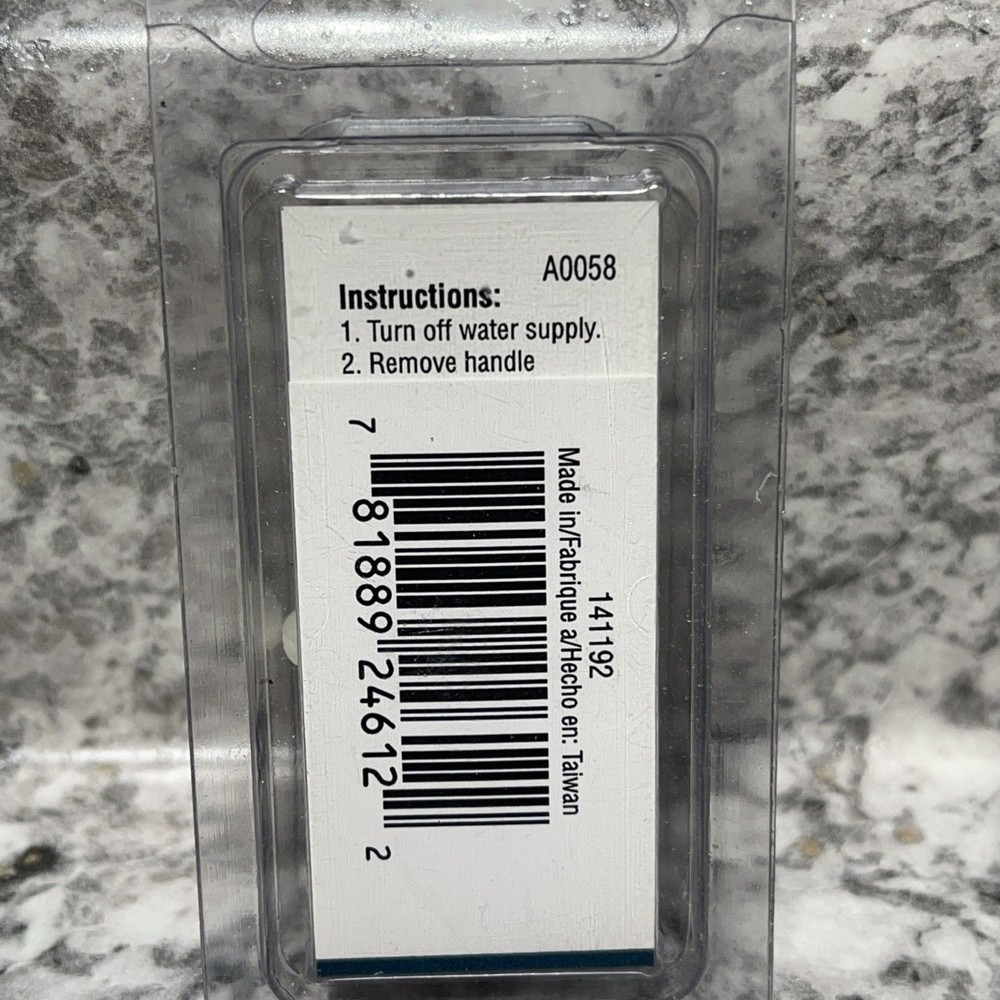 A0058
Instructions:
1. Turn off water supply.
2. Remove handle
141192
Made in/Fabrique a/Hecho en: Taiwan
7 81889 24612 2